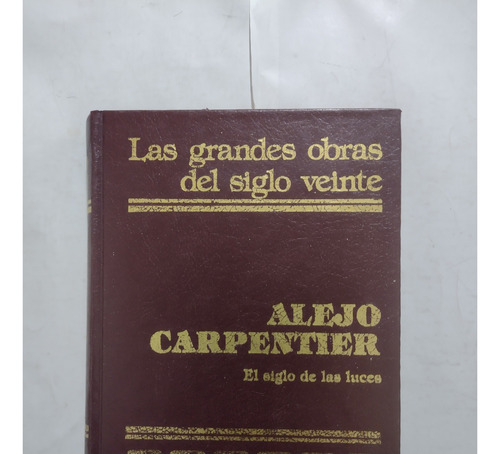 Las grandes obras
del siglo veinte
ALEJO
CARPENTIER
El siglo de las luces